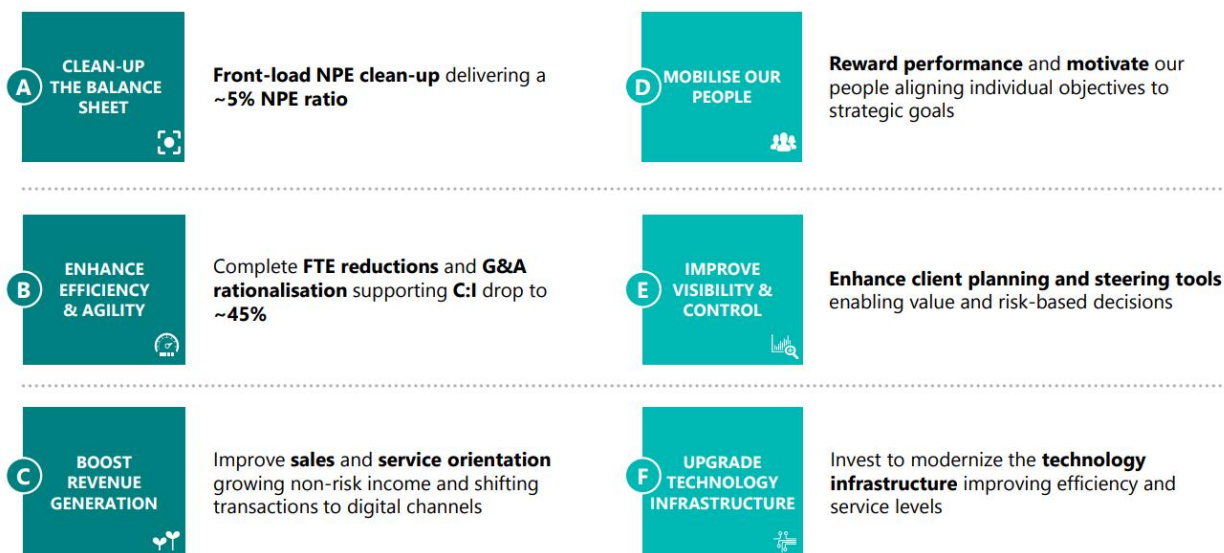 A
CLEAN-UP
THE BALANCE
SHEET
Front-load NPE clean-up delivering a
~5% NPE ratio
D
MOBILISE OUR
PEOPLE
Reward performance and motivate our
people aligning individual objectives to
strategic goals
B
ENHANCE
EFFICIENCY
& AGILITY
Complete FTE reductions and G&A
rationalisation supporting C:I drop to
~45%
E
IMPROVE
VISIBILITY &
CONTROL
Enhance client planning and steering tools
enabling value and risk-based decisions
C
BOOST
REVENUE
GENERATION
Improve sales and service orientation
growing non-risk income and shifting
transactions to digital channels
F
UPGRADE
TECHNOLOGY
INFRASTRUCTURE
Invest to modernize the technology
infrastructure improving efficiency and
service levels